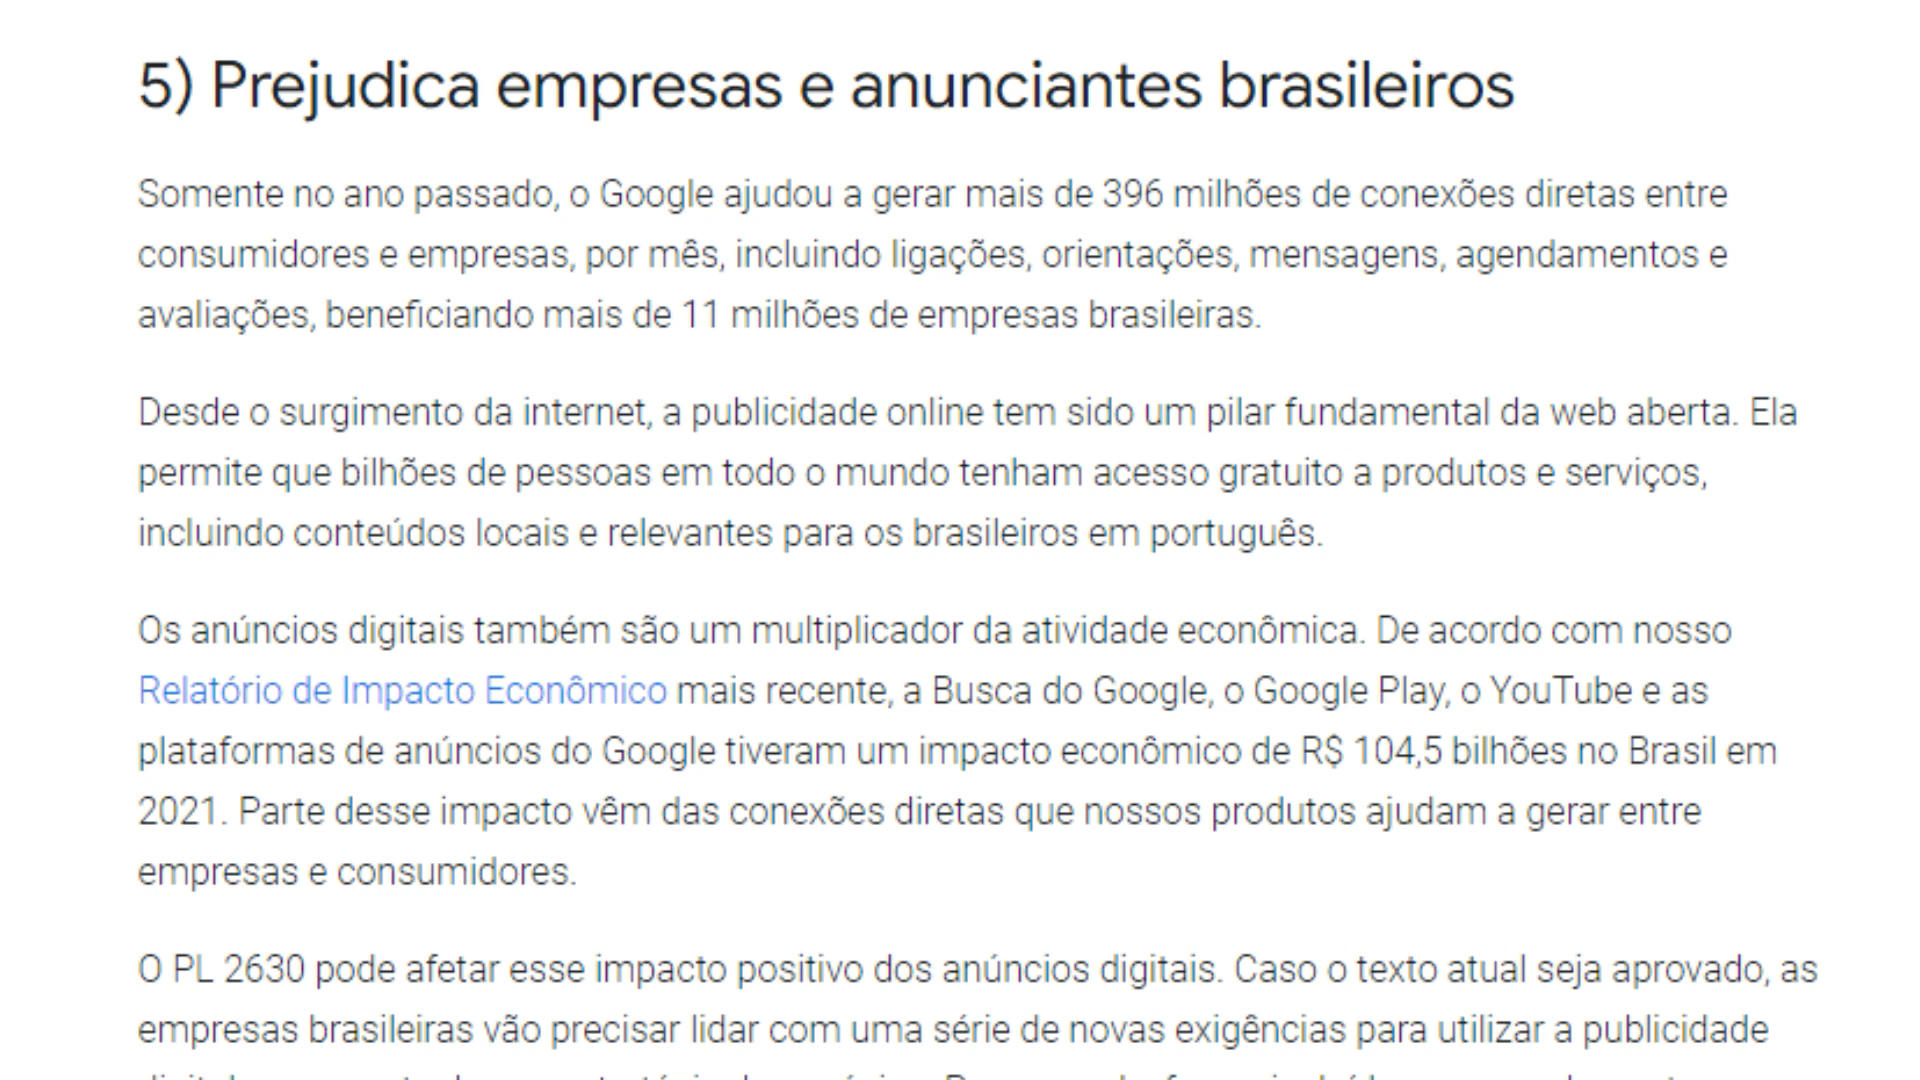 5) Prejudica empresas e anunciantes brasileiros
Somente no ano passado, o Google ajudou a gerar mais de 396 milhões de conexões diretas entre
consumidores e empresas, por mês, incluindo ligações, orientações, mensagens, agendamentos e
avaliações, beneficiando mais de 11 milhões de empresas brasileiras.
Desde o surgimento da internet, a publicidade online tem sido um pilar fundamental da web aberta. Ela
permite que bilhões de pessoas em todo o mundo tenham acesso gratuito a produtos e serviços,
incluindo conteúdos locais e relevantes para os brasileiros em português.
Os anúncios digitais também são um multiplicador da atividade econômica. De acordo com nosso
Relatório de Impacto Econômico mais recente, a Busca do Google, o Google Play, o YouTube e as
plataformas de anúncios do Google tiveram um impacto econômico de R$ 104,5 bilhões no Brasil em
2021. Parte desse impacto vêm das conexões diretas que nossos produtos ajudam a gerar entre
empresas e consumidores.
O PL 2630 pode afetar esse impacto positivo dos anúncios digitais. Caso o texto atual seja aprovado, as
empresas brasileiras vão precisar lidar com uma série de novas exigências para utilizar a publicidade